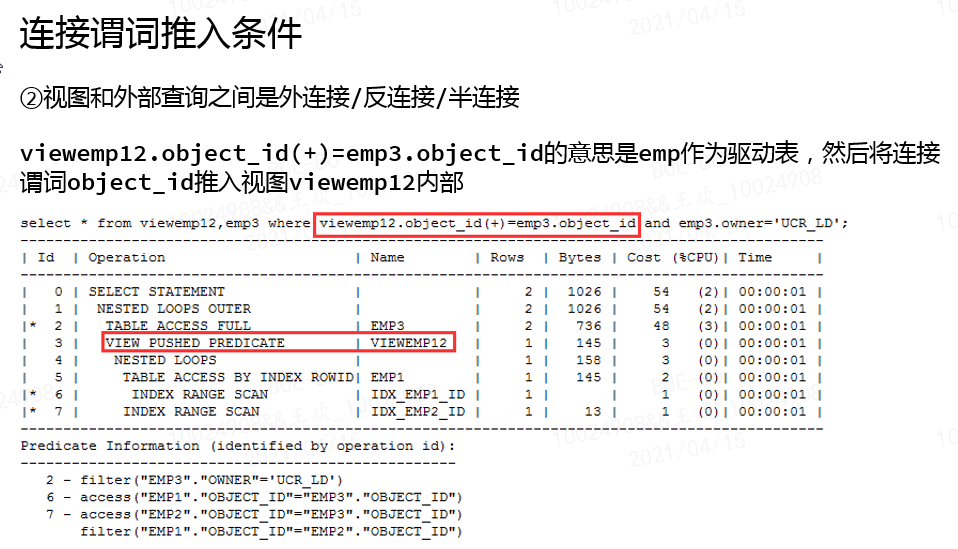 连接谓词推入条件
②视图和外部查询之间是外连接/反连接/半连接
viewemp12.object_id(+)=emp3.object_id的意思是emp作为驱动表，然后将连接
谓词object_id推入视图viewemp12内部
select * from viewemp12,emp3 where viewemp12.object_id(+)=emp3.object_id and emp3.owner='UCR_LD';
--------------------------------------------------------------------------------------------
| Id  | Operation                      | Name        | Rows  | Bytes | Cost (%CPU)| Time     |
--------------------------------------------------------------------------------------------
|   0 | SELECT STATEMENT               |             |     2 |  1026 |    54   (2)| 00:00:01 |
|   1 |  NESTED LOOPS OUTER            |             |     2 |  1026 |    54   (2)| 00:00:01 |
|*  2 |   TABLE ACCESS FULL            | EMP3        |     2 |   736 |    48   (3)| 00:00:01 |
|   3 |   VIEW PUSHED PREDICATE        | VIEWEMP12   |     1 |   145 |     3   (0)| 00:00:01 |
|   4 |    NESTED LOOPS                |             |     1 |   158 |     3   (0)| 00:00:01 |
|   5 |     TABLE ACCESS BY INDEX ROWID| EMP1        |     1 |   145 |     2   (0)| 00:00:01 |
|*  6 |      INDEX RANGE SCAN          | IDX_EMP1_ID |     1 |       |     1   (0)| 00:00:01 |
|*  7 |     INDEX RANGE SCAN           | IDX_EMP2_ID |     1 |    13 |     1   (0)| 00:00:01 |
--------------------------------------------------------------------------------------------
Predicate Information (identified by operation id):
---------------------------------------------------
2 - filter("EMP3"."OWNER"='UCR_LD')
6 - access("EMP1"."OBJECT_ID"="EMP3"."OBJECT_ID")
7 - access("EMP2"."OBJECT_ID"="EMP3"."OBJECT_ID")
filter("EMP1"."OBJECT_ID"="EMP2"."OBJECT_ID")